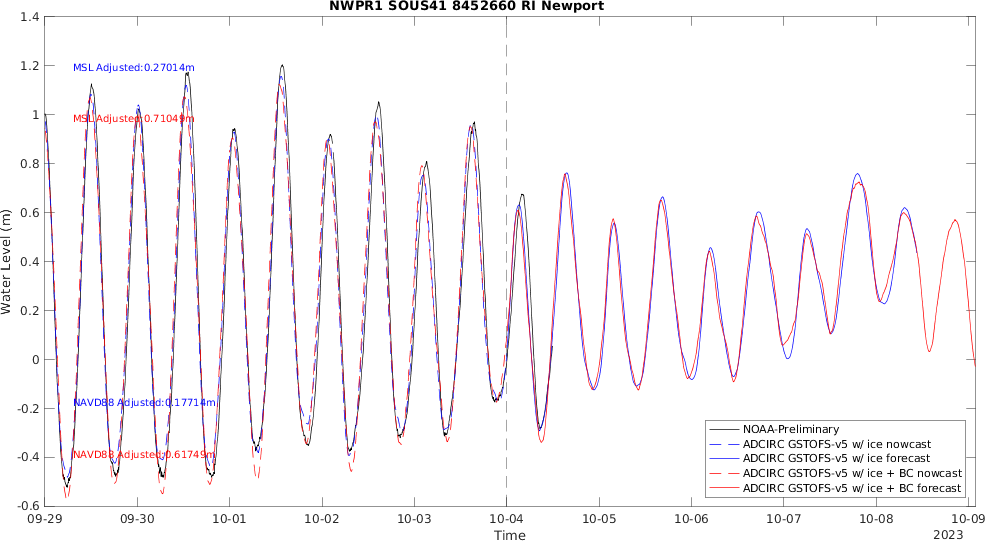 NWPR1 SOUS41 8452660 RI Newport
1.4
1.2
1
0.8
0.6
0.4
0.2
0
-0.2
-0.4
-0.6
Water Level (m)
MSL Adjusted:0.27014m
MSL Adjusted:0.71049m
NAVD88 Adjusted:0.17714m
NAVD88 Adjusted:0.61749m
NOAA-Preliminary
ADCIRC GSTOFS-v5 w/ ice nowcast
ADCIRC GSTOFS-v5 w/ ice forecast
ADCIRC GSTOFS-v5 w/ ice + BC nowcast
ADCIRC GSTOFS-v5 w/ ice + BC forecast
09-29 09-30 10-01 10-02 10-03 10-04 10-05 10-06 10-07 10-08 10-09
Time
2023